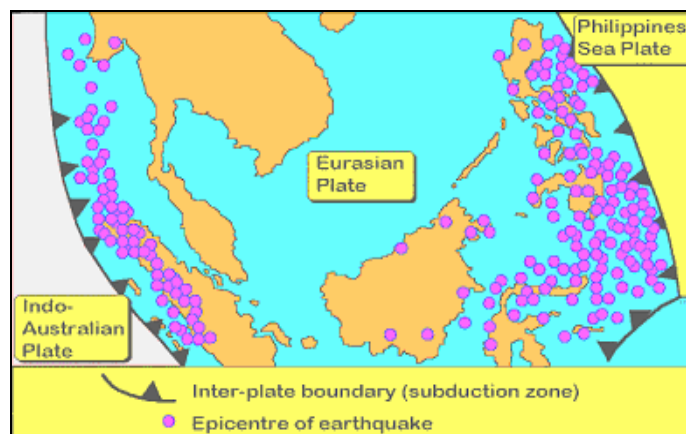 Philippines
Sea Plate
Eurasian
Plate
Indo-
Australian
Plate
Inter-plate boundary (subduction zone)
Epicentre of earthquake